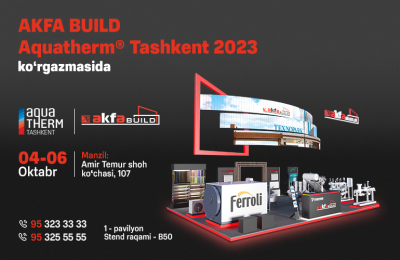 AKFA BUILD
Aquatherm® Tashkent 2023
koʻrgazmasida
aqua
THERM
TASHKENT
akfa BUILD
04-06
Oktabr
Manzil:
Amir Temur shoh
koʻchasi, 107
95 323 33 33
95 325 55 55
1 - pavilyon
Stend raqami - B50
Ferroli